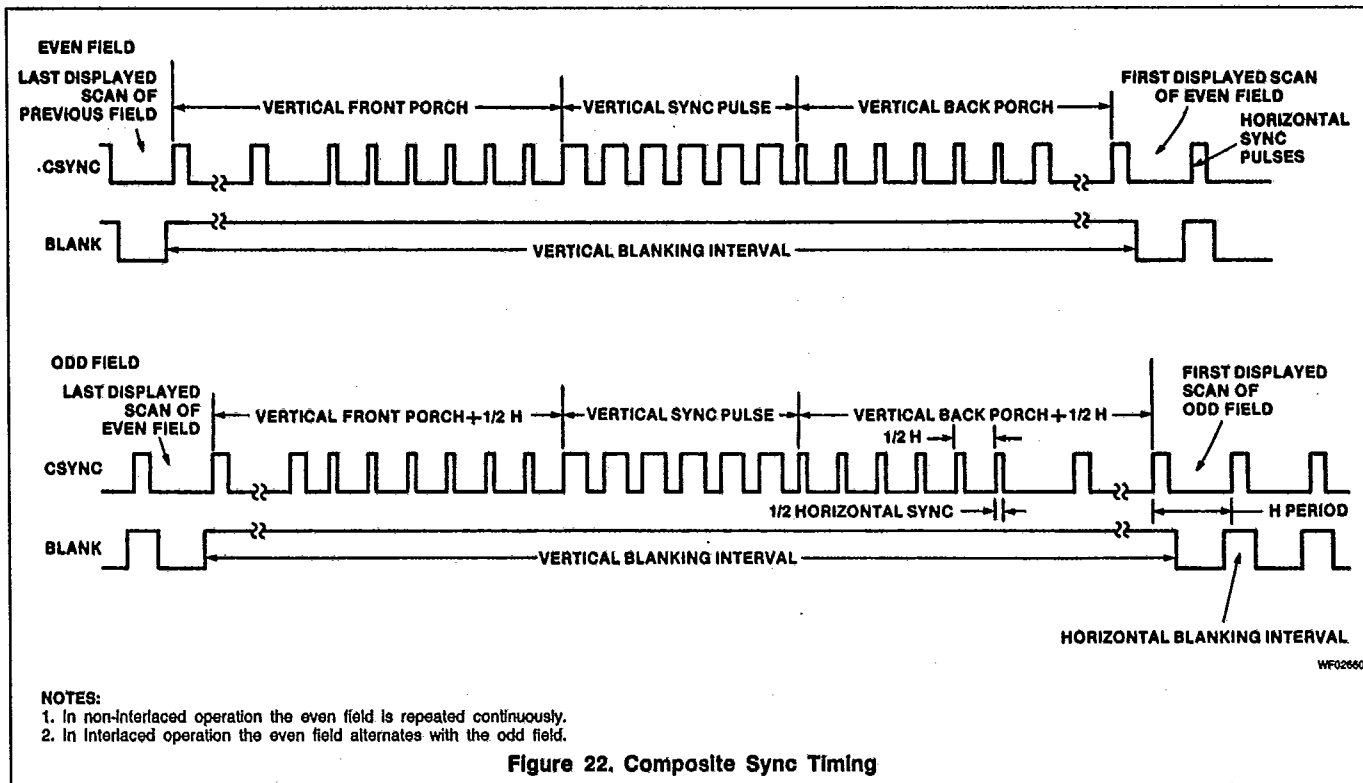 EVEN FIELD
LAST DISPLAYED
SCAN OF
PREVIOUS FIELD
VERTICAL FRONT PORCH
VERTICAL SYNC PULSE
VERTICAL BACK PORCH
FIRST DISPLAYED SCAN
OF EVEN FIELD
HORIZONTAL
SYNC
PULSES
CSYNC
BLANK
VERTICAL BLANKING INTERVAL
ODD FIELD
LAST DISPLAYED
SCAN OF
EVEN FIELD
VERTICAL FRONT PORCH+1/2 H
VERTICAL SYNC PULSE
VERTICAL BACK PORCH+1/2 H
FIRST DISPLAYED
SCAN OF
ODD FIELD
1/2 H
CSYNC
1/2 HORIZONTAL SYNC
H PERIOD
BLANK
VERTICAL BLANKING INTERVAL
HORIZONTAL BLANKING INTERVAL
WF02660
NOTES:
1. In non-interlaced operation the even field is repeated continuously.
2. In Interlaced operation the even field alternates with the odd field.
Figure 22. Composite Sync Timing